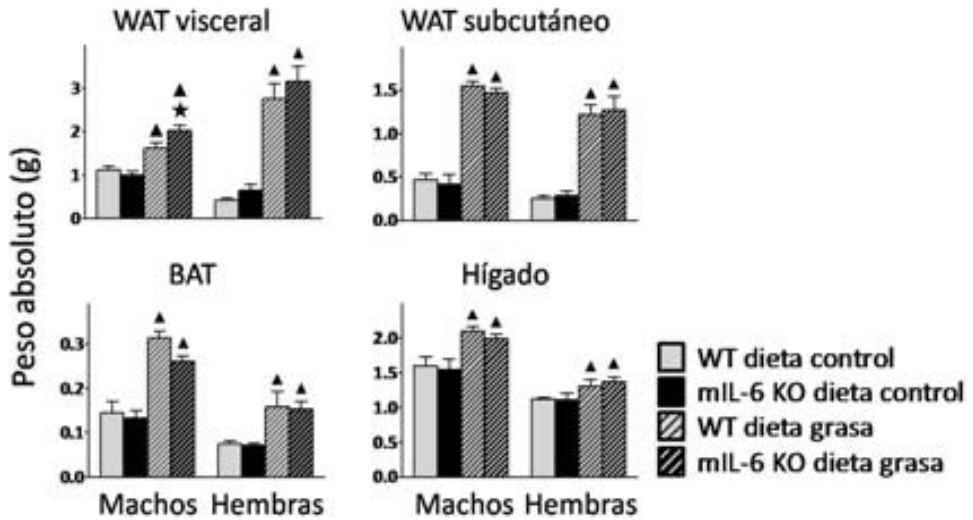 WAT visceral
WAT subcutáneo
Peso absoluto (g)
3
2
1
0
1.5
1.0
0.5
0.0
BAT
Hígado
0.3
0.2
0.1
0.0
2.0
1.5
1.0
0.5
0.0
Machos Hembras
Machos Hembras
WT dieta control
mIL-6 KO dieta control
WT dieta grasa
mIL-6 KO dieta grasa